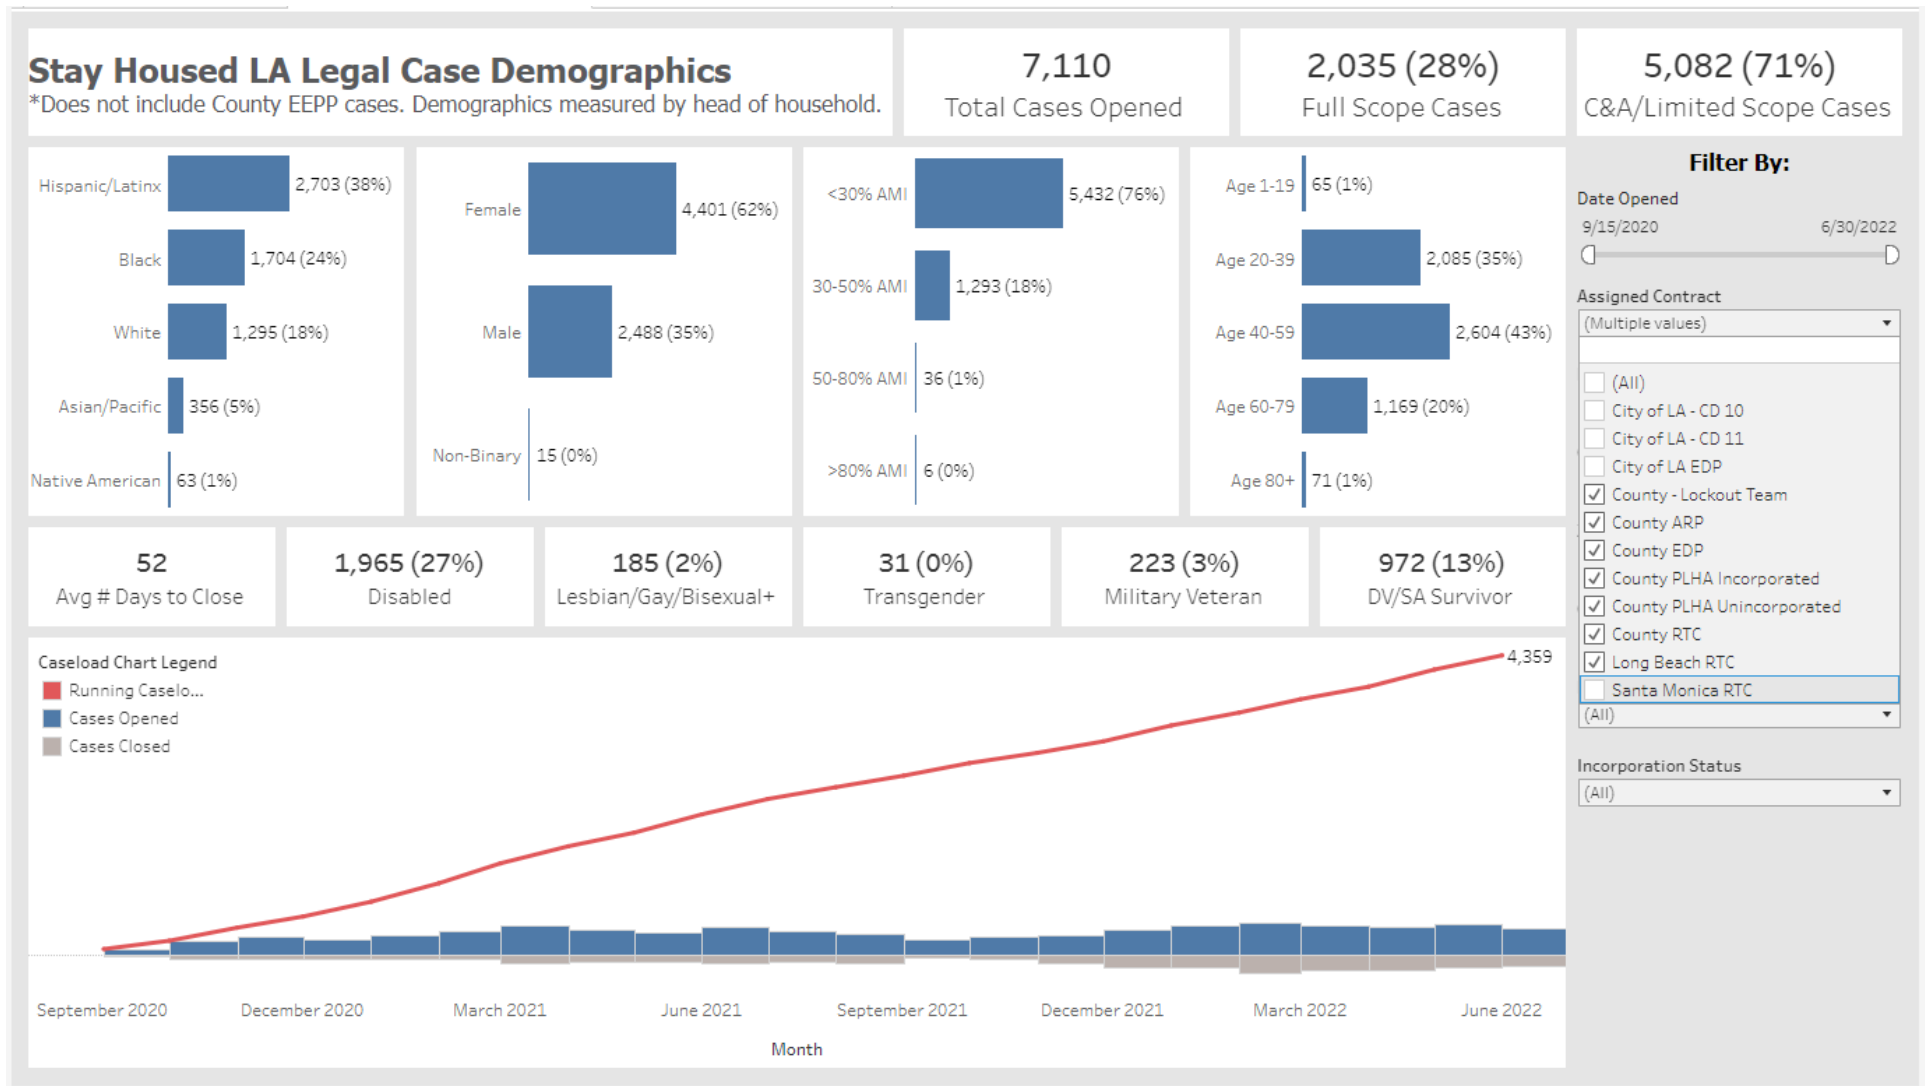 Stay Housed LA Legal Case Demographics
*Does not include County EEPP cases. Demographics measured by head of household.
7,110
Total Cases Opened
2,035 (28%)
Full Scope Cases
5,082 (71%)
C&A/Limited Scope Cases
Hispanic/Latinx 2,703 (38%)
Black 1,704 (24%)
White 1,295 (18%)
Asian/Pacific 356 (5%)
Native American 63 (1%)
Female 4,401 (62%)
Male 2,488 (35%)
Non-Binary 15 (0%)
<30% AMI 5,432 (76%)
30-50% AMI 1,293 (18%)
50-80% AMI 36 (1%)
>80% AMI 6 (0%)
Age 1-19 65 (1%)
Age 20-39 2,085 (35%)
Age 40-59 2,604 (43%)
Age 60-79 1,169 (20%)
Age 80+ 71 (1%)
Filter By:
Date Opened
9/15/2020 6/30/2022
Assigned Contract
(Multiple values)
(All)
City of LA - CD 10
City of LA - CD 11
City of LA EDP
County - Lockout Team
County ARP
County EDP
County PLHA Incorporated
County PLHA Unincorporated
County RTC
Long Beach RTC
Santa Monica RTC
(All)
Incorporation Status
(All)
52
Avg # Days to Close
1,965 (27%)
Disabled
185 (2%)
Lesbian/Gay/Bisexual+
31 (0%)
Transgender
223 (3%)
Military Veteran
972 (13%)
DV/SA Survivor
Caseload Chart Legend
Running Caselo...
Cases Opened
Cases Closed
4,359
September 2020 December 2020 March 2021 June 2021 September 2021 December 2021 March 2022 June 2022
Month